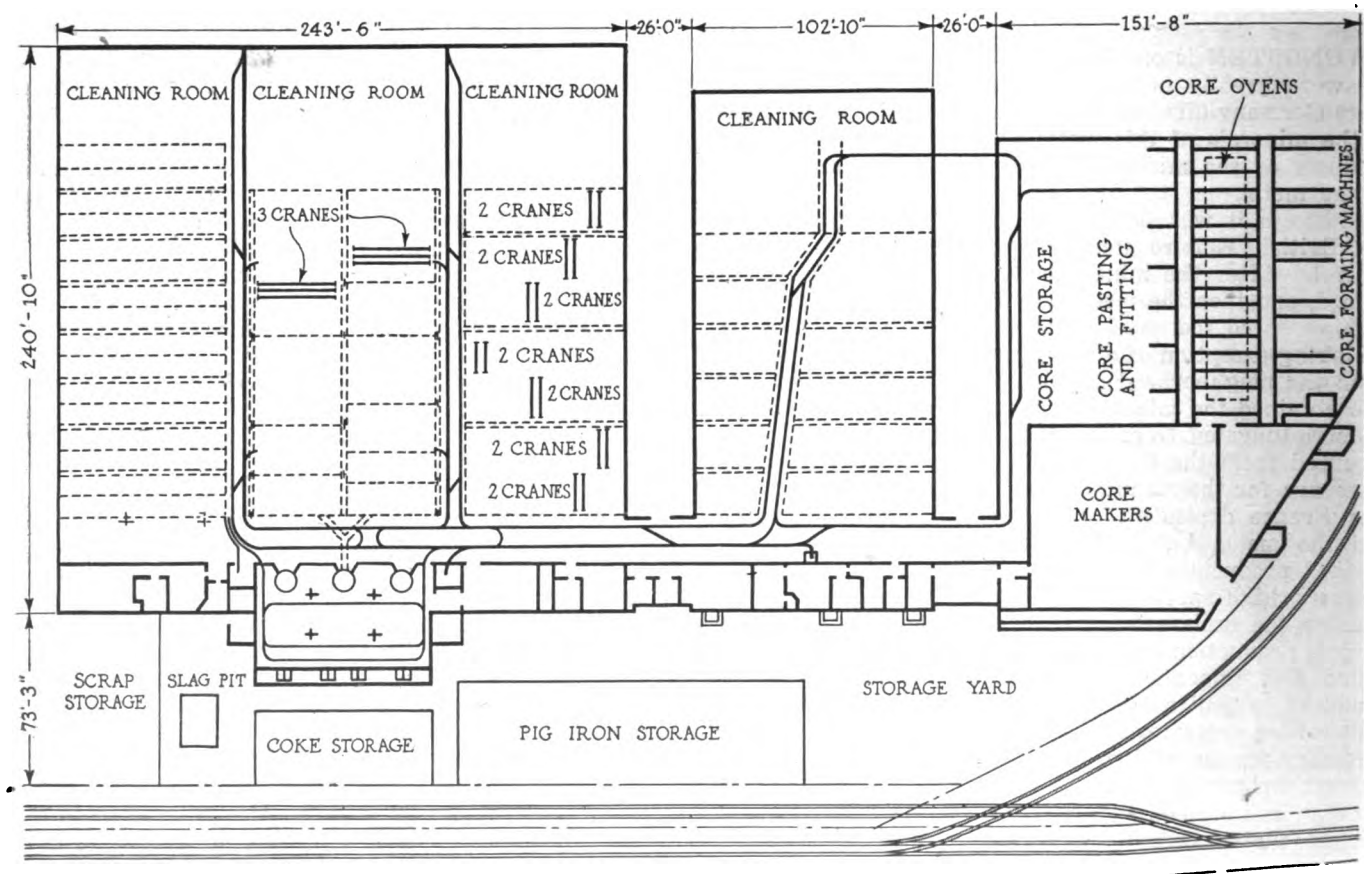 243'-6"
26'-0"
102'-10"
26'-0"
151'-8"
CORE OVENS
CLEANING ROOM
CLEANING ROOM
CLEANING ROOM
CLEANING ROOM
240'-10"
3 CRANES
2 CRANES
2 CRANES
2 CRANES
2 CRANES
2 CRANES
2 CRANES
2 CRANES
CORE STORAGE
CORE PASTING
AND FITTING
CORE FORMING MACHINES
CORE
MAKERS
73'-3"
SCRAP
STORAGE
SLAG PIT
COKE STORAGE
PIG IRON STORAGE
STORAGE YARD